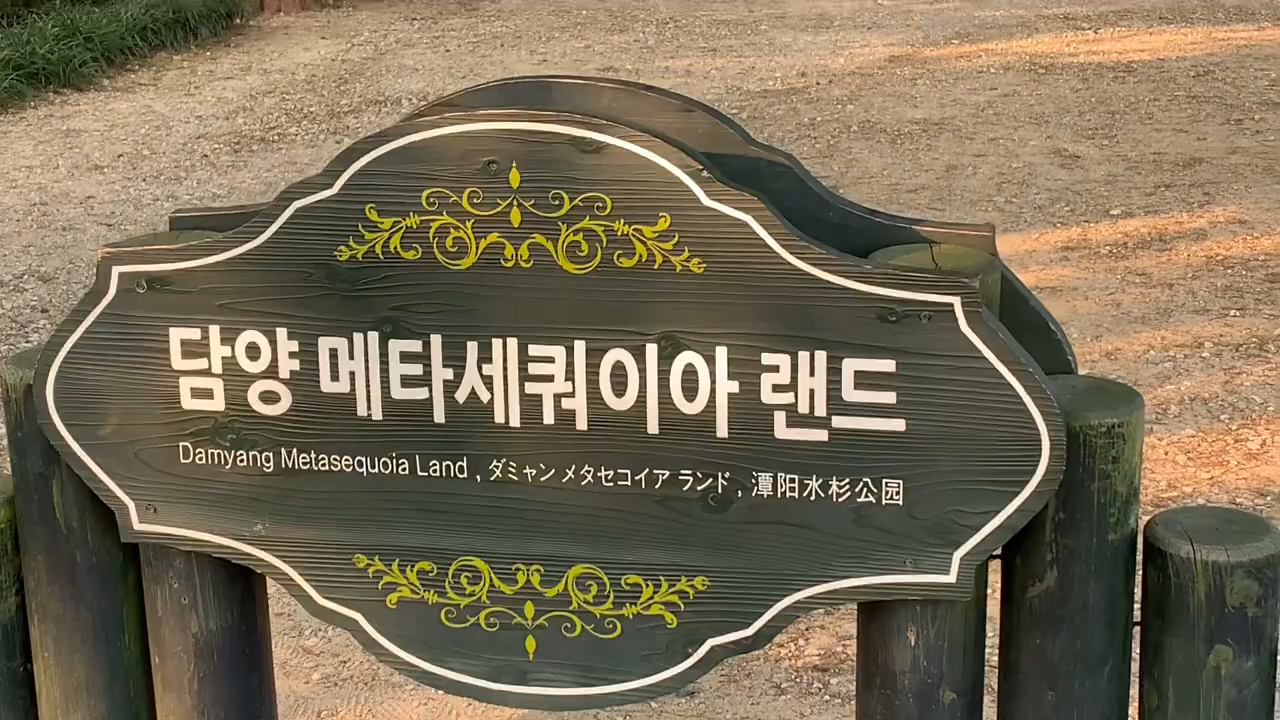 담양 메타세쿼이아 랜드
Damyang Metasequoia Land , ダミャン メタセコイア ランド , 潭阳水杉公园